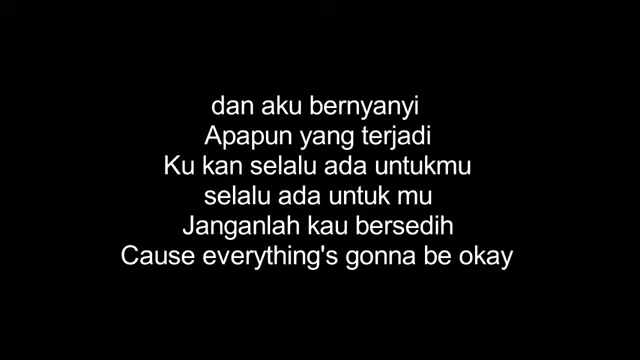 dan aku bernyanyi
Apapun yang terjadi
Ku kan selalu ada untukmu
selalu ada untuk mu
Janganlah kau bersedih
Cause everything's gonna be okay